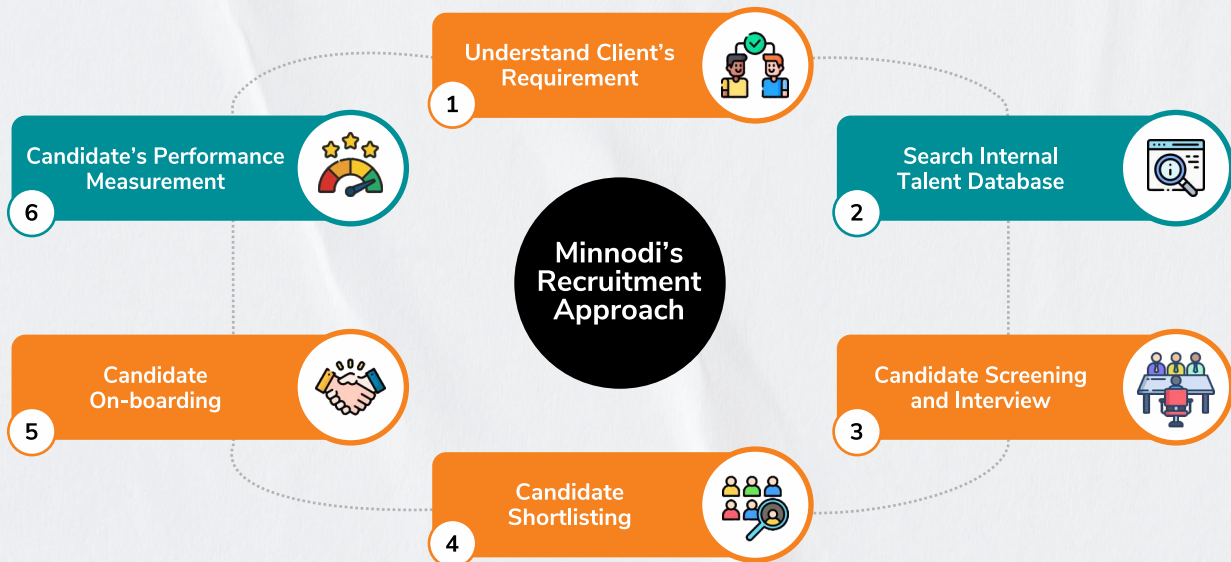 Understand Client's
Requirement
1
Search Internal
Talent Database
2
Candidate Screening
and Interview
3
Candidate
Shortlisting
4
Candidate
On-boarding
5
Candidate's Performance
Measurement
6
Minnodi's
Recruitment
Approach